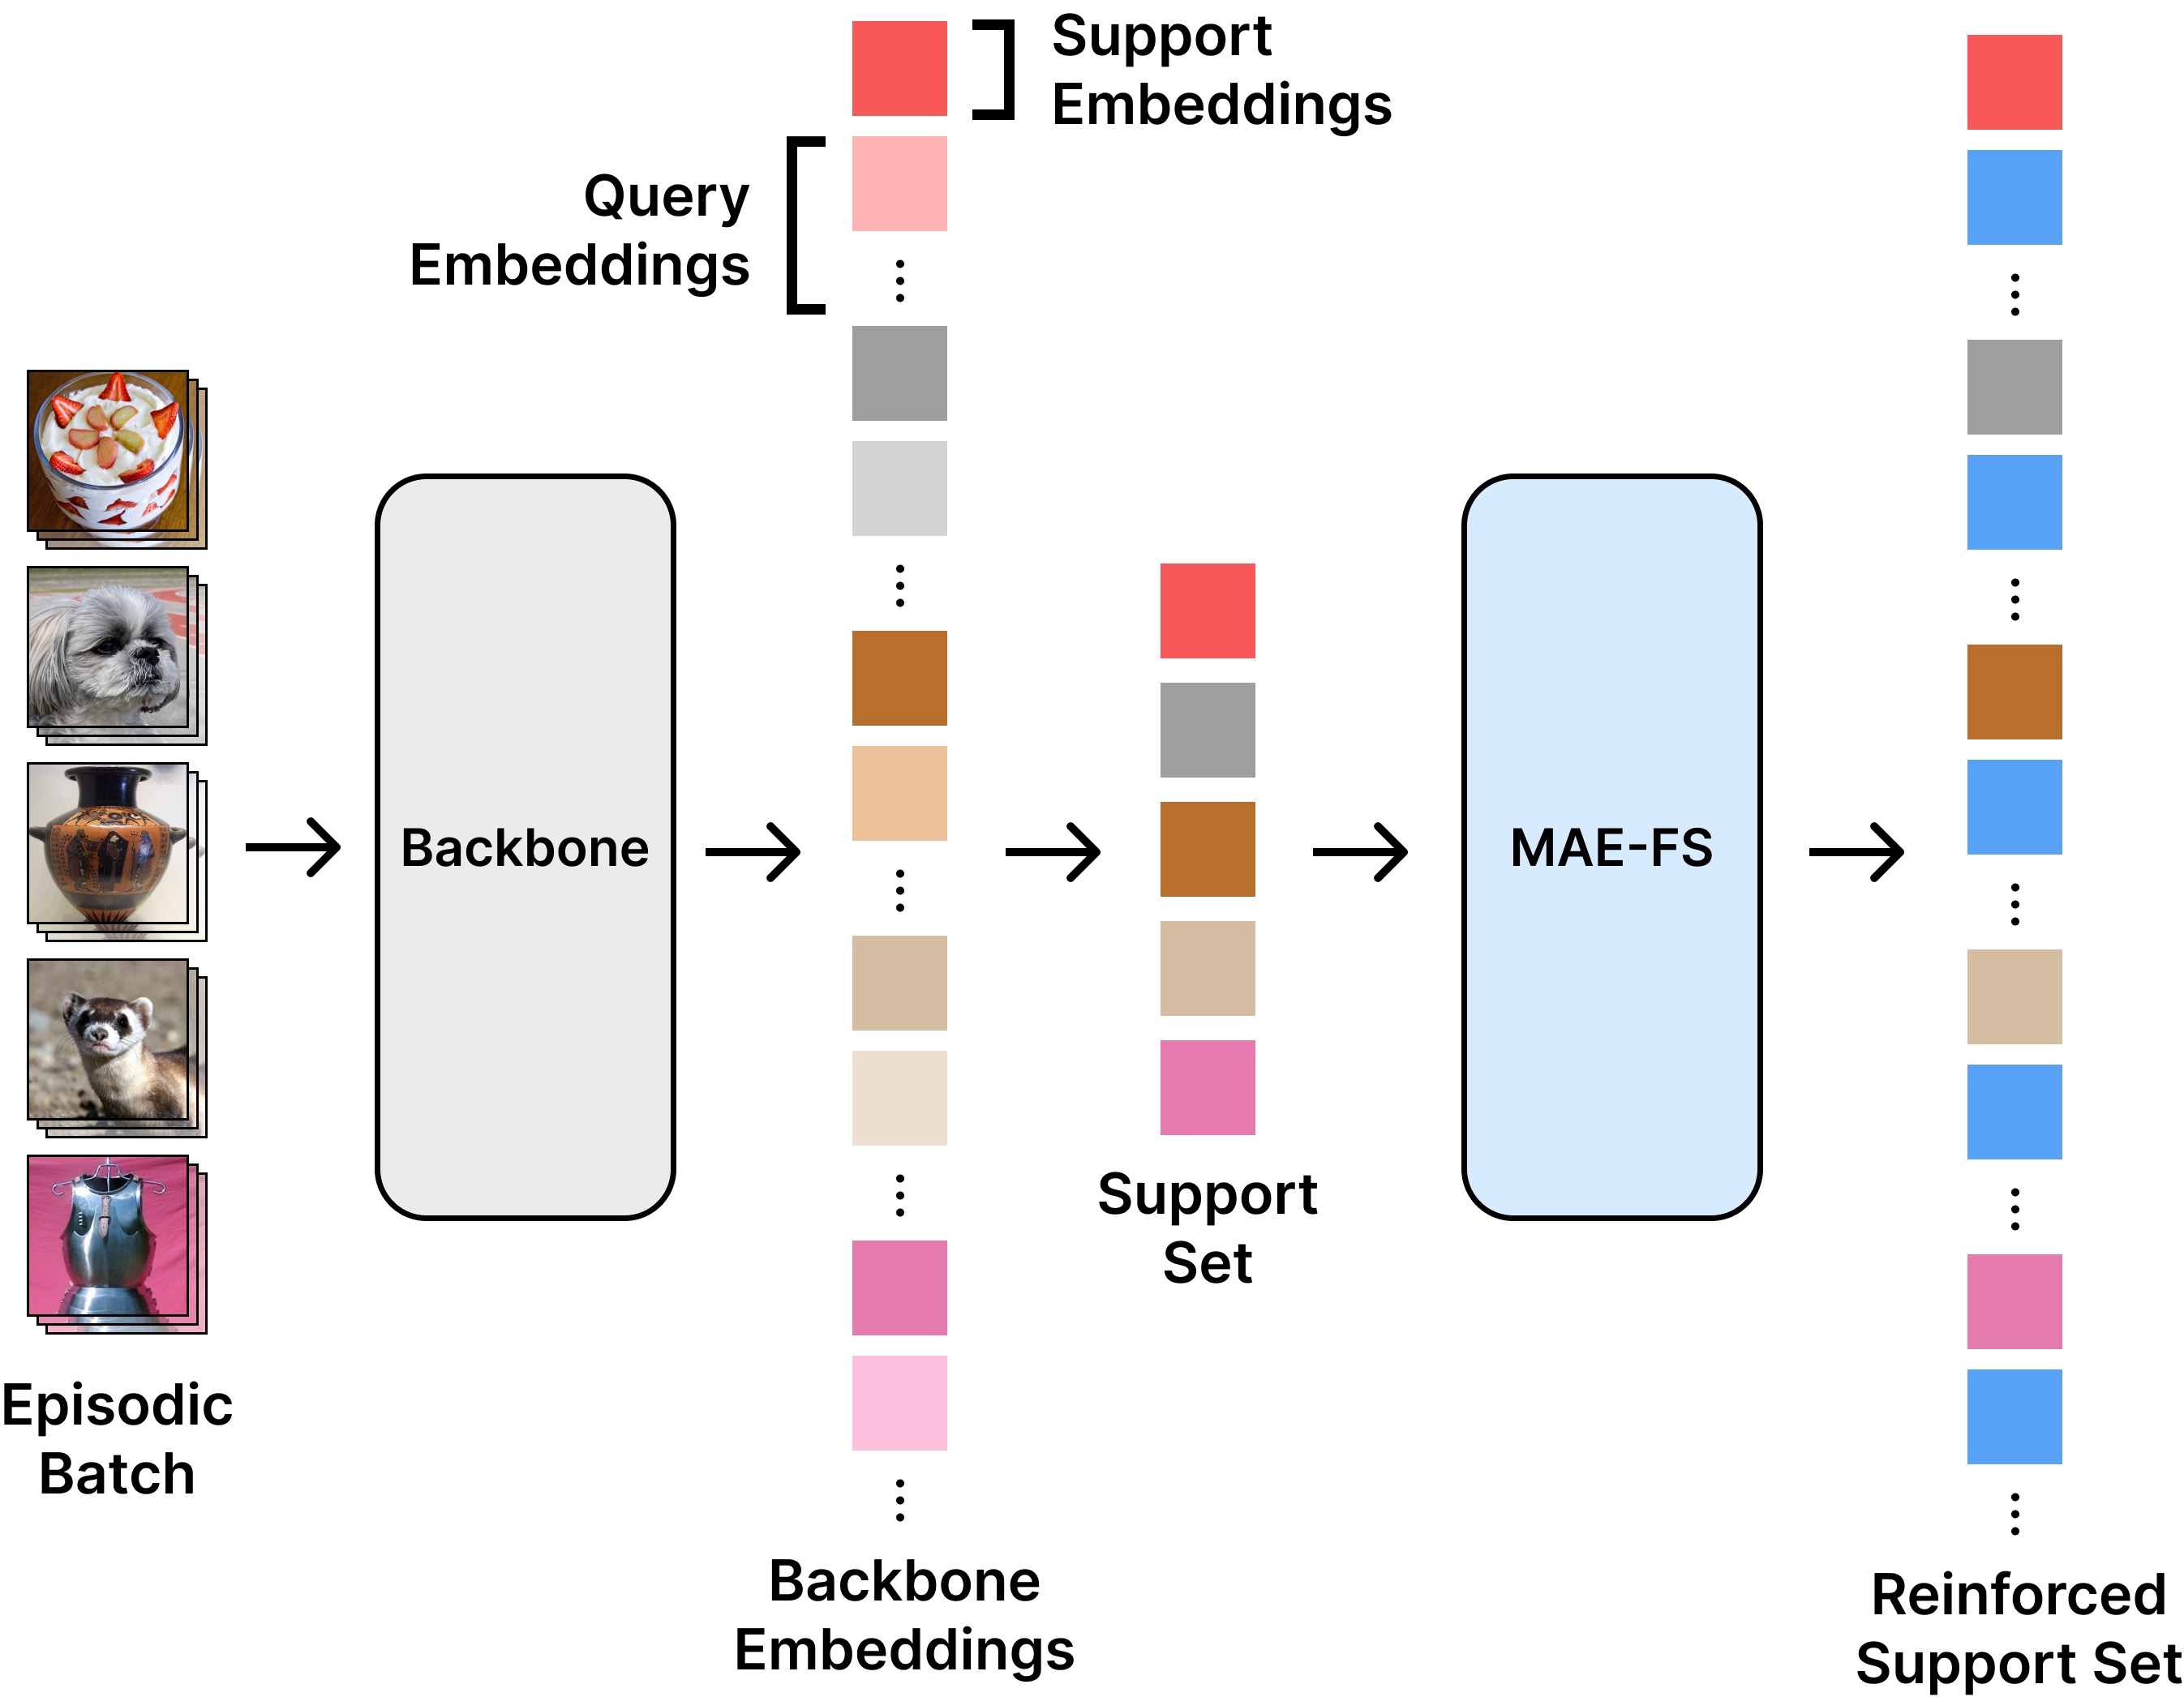 Support
Embeddings
Query
Embeddings
Backbone
MAE-FS
Support
Set
Episodic
Batch
Backbone
Embeddings
Reinforced
Support Set